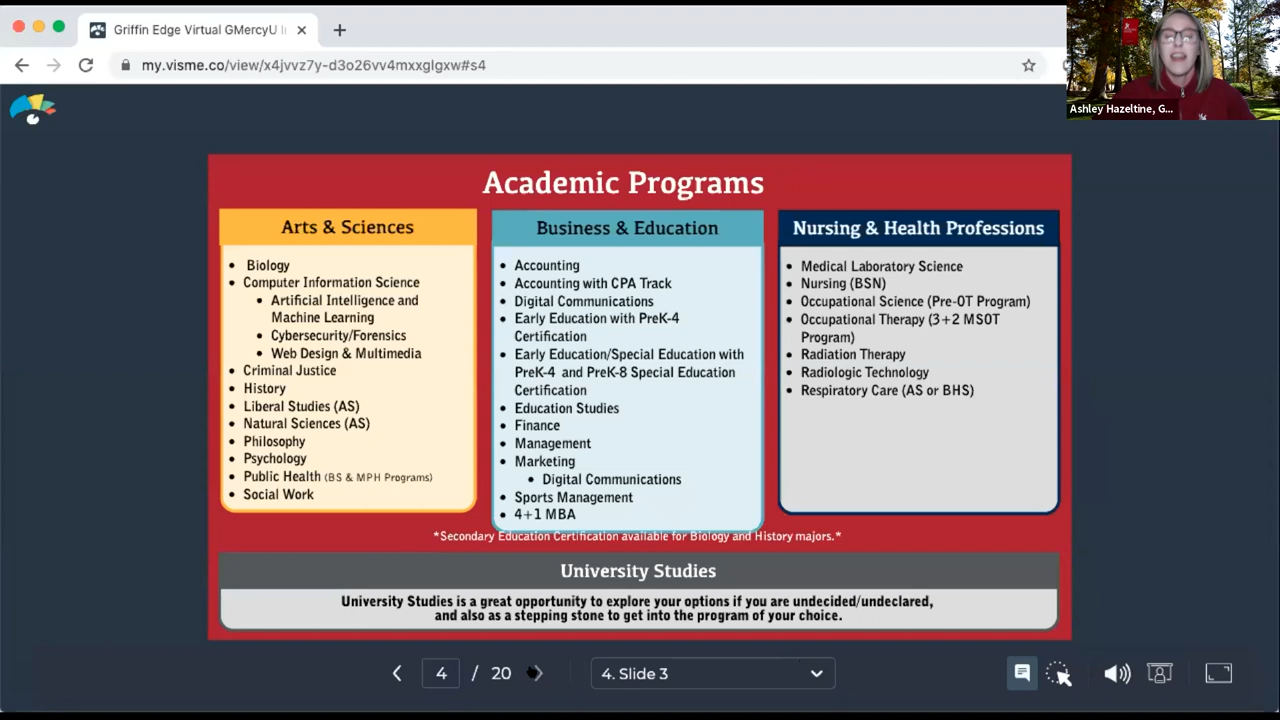 Griffin Edge Virtual GMercyU I
my.visme.co/view/x4jvvz7y-d3o26vv4mxxglgxw#s4
Ashley Hazeltine, G...
Academic Programs
Arts & Sciences
• Biology
• Computer Information Science
• Artificial Intelligence and
Machine Learning
• Cybersecurity/Forensics
• Web Design & Multimedia
• Criminal Justice
• History
• Liberal Studies (AS)
• Natural Sciences (AS)
• Philosophy
• Psychology
• Public Health (BS & MPH Programs)
• Social Work
Business & Education
• Accounting
• Accounting with CPA Track
• Digital Communications
• Early Education with PreK-4
Certification
• Early Education/Special Education with
PreK-4 and PreK-8 Special Education
Certification
• Education Studies
• Finance
• Management
• Marketing
• Digital Communications
• Sports Management
• 4+1 MBA
Nursing & Health Professions
• Medical Laboratory Science
• Nursing (BSN)
• Occupational Science (Pre-OT Program)
• Occupational Therapy (3+2 MSOT
Program)
• Radiation Therapy
• Radiologic Technology
• Respiratory Care (AS or BHS)
*Secondary Education Certification available for Biology and History majors.*
University Studies
University Studies is a great opportunity to explore your options if you are undecided/undeclared,
and also as a stepping stone to get into the program of your choice.
4 / 20
4. Slide 3